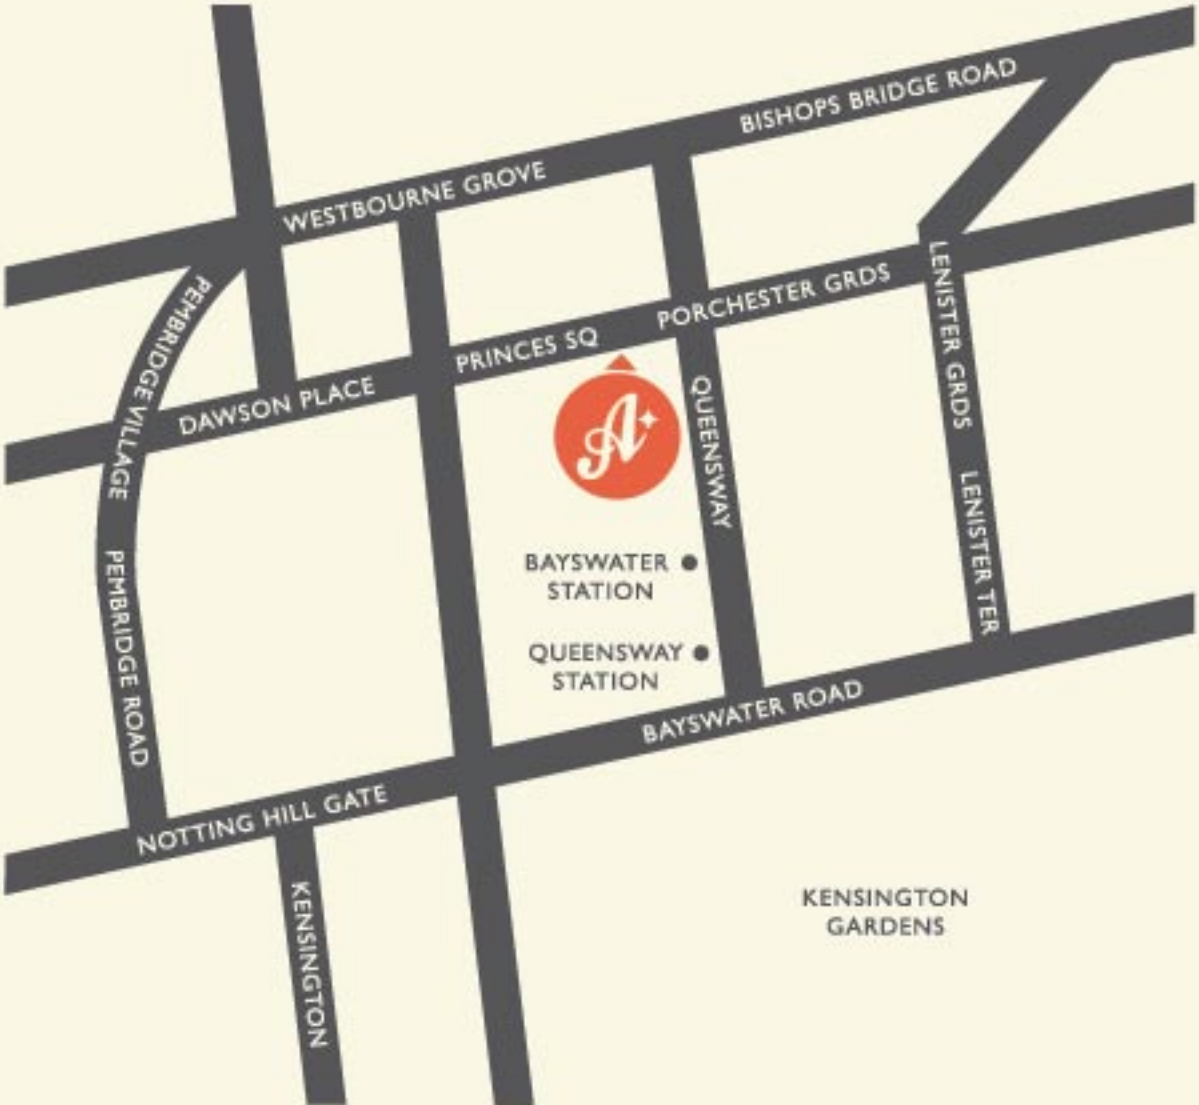 BISHOPS BRIDGE ROAD
WESTBOURNE GROVE
PEMBRIDGE VILLAGE
LENISTER GRDS
PORCHESTER GRDS
PRINCES SQ
DAWSON PLACE
A
QUEENSWAY
LENISTER TER
BAYSWATER
STATION
PEMBRIDGE ROAD
QUEENSWAY
STATION
BAYSWATER ROAD
NOTTING HILL GATE
KENSINGTON
KENSINGTON
GARDENS